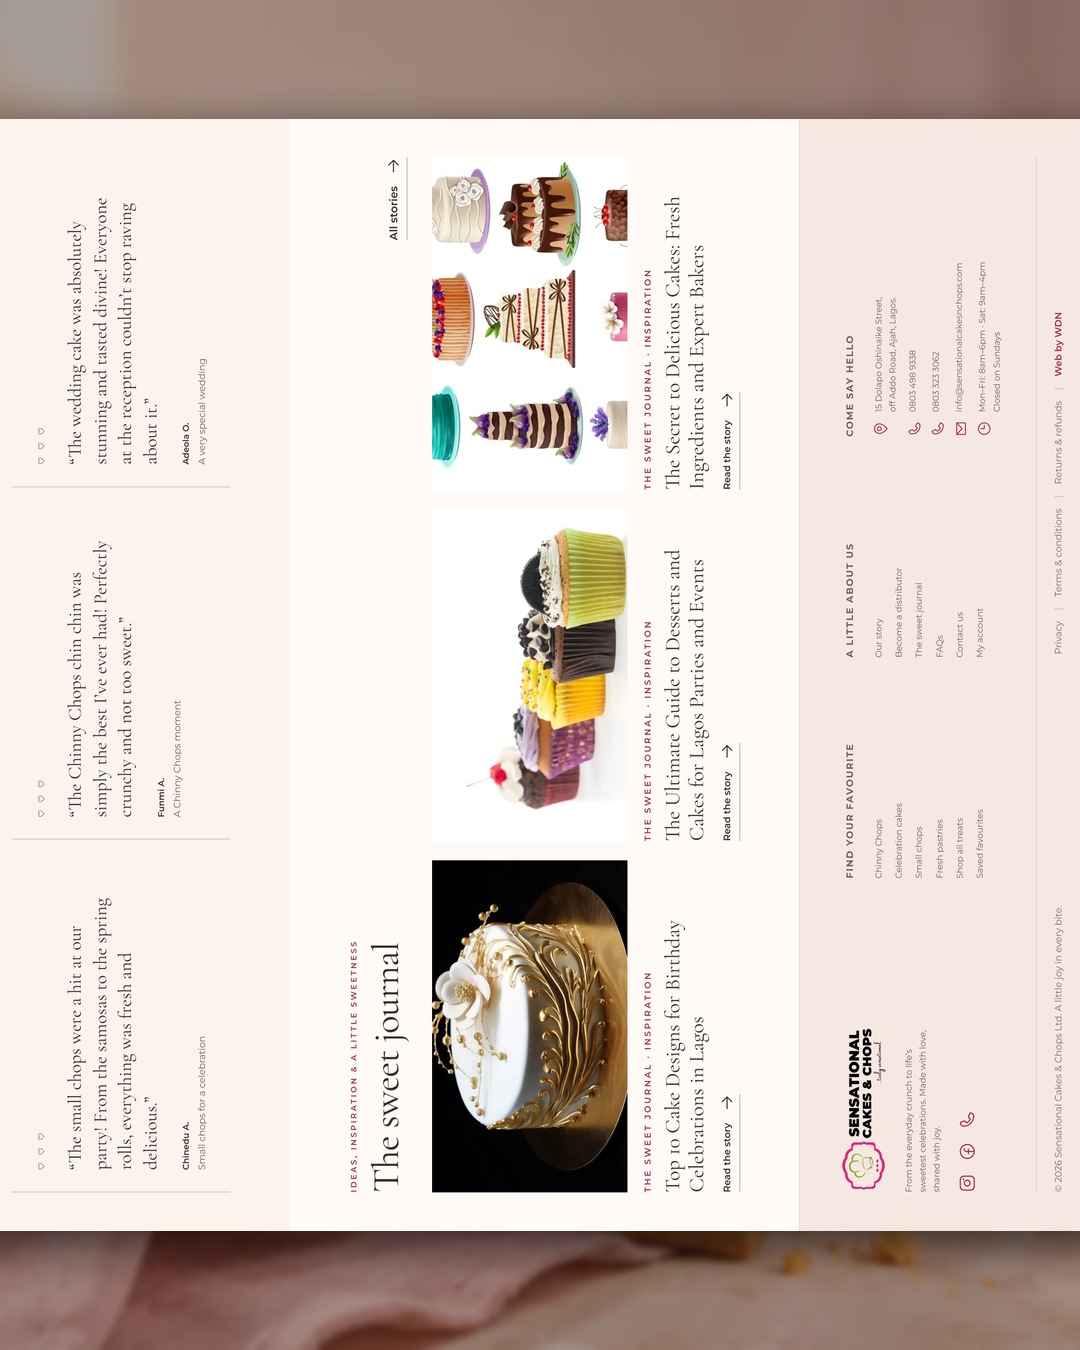 “The small chops were a hit at our
party! From the samosas to the spring
rolls, everything was fresh and
delicious.”
Chinedu A.
Small chops for a celebration
“The Chinny Chops chin chin was
simply the best I’ve ever had! Perfectly
crunchy and not too sweet.”
Funmi A.
A Chinny Chops moment
“The wedding cake was absolutely
stunning and tasted divine! Everyone
at the reception couldn’t stop raving
about it.”
Adeola O.
A very special wedding
IDEAS, INSPIRATION & A LITTLE SWEETNESS
The sweet journal
All stories
THE SWEET JOURNAL · INSPIRATION
Top 10 Cake Designs for Birthday
Celebrations in Lagos
Read the story
THE SWEET JOURNAL · INSPIRATION
The Ultimate Guide to Desserts and
Cakes for Lagos Parties and Events
Read the story
THE SWEET JOURNAL · INSPIRATION
The Secret to Delicious Cakes: Fresh
Ingredients and Expert Bakers
Read the story
SENSATIONAL
CAKES & CHOPS
...truly sensational
From the everyday crunch to life’s
sweetest celebrations. Made with love,
shared with joy.
FIND YOUR FAVOURITE
Chinny Chops
Celebration cakes
Small chops
Fresh pastries
Shop all treats
Saved favourites
A LITTLE ABOUT US
Our story
Become a distributor
The sweet journal
FAQs
Contact us
My account
COME SAY HELLO
15 Dolapo Oshinaike Street,
off Addo Road, Ajah, Lagos.
0803 498 9338
0803 323 3062
info@sensationalcakesnchops.com
Mon–Fri: 8am–6pm · Sat: 9am–4pm
Closed on Sundays
© 2026 Sensational Cakes & Chops Ltd. A little joy in every bite.
Privacy | Terms & conditions | Returns & refunds | Web by WDN